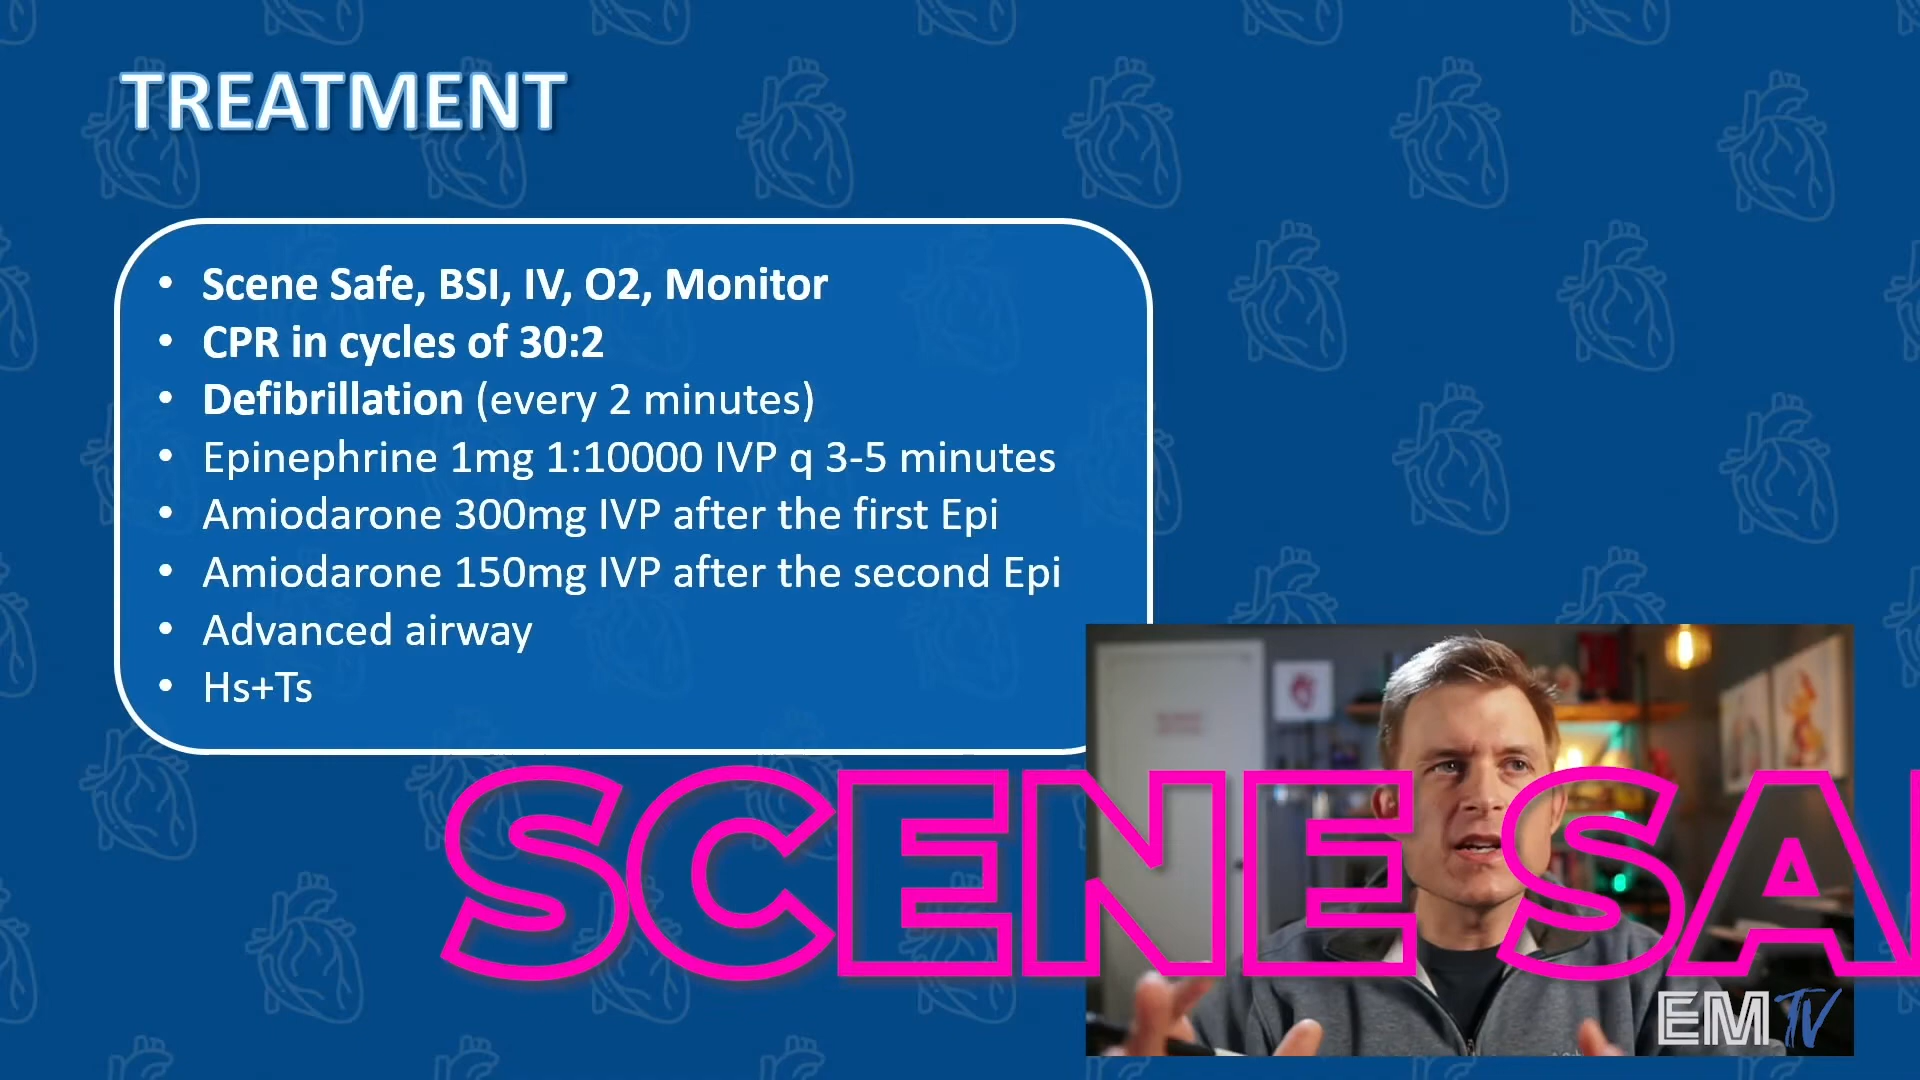 TREATMENT
• Scene Safe, BSI, IV, O2, Monitor
• CPR in cycles of 30:2
• Defibrillation (every 2 minutes)
• Epinephrine 1mg 1:10000 IVP q 3-5 minutes
• Amiodarone 300mg IVP after the first Epi
• Amiodarone 150mg IVP after the second Epi
• Advanced airway
• Hs+Ts
SCENE SA
EMTV